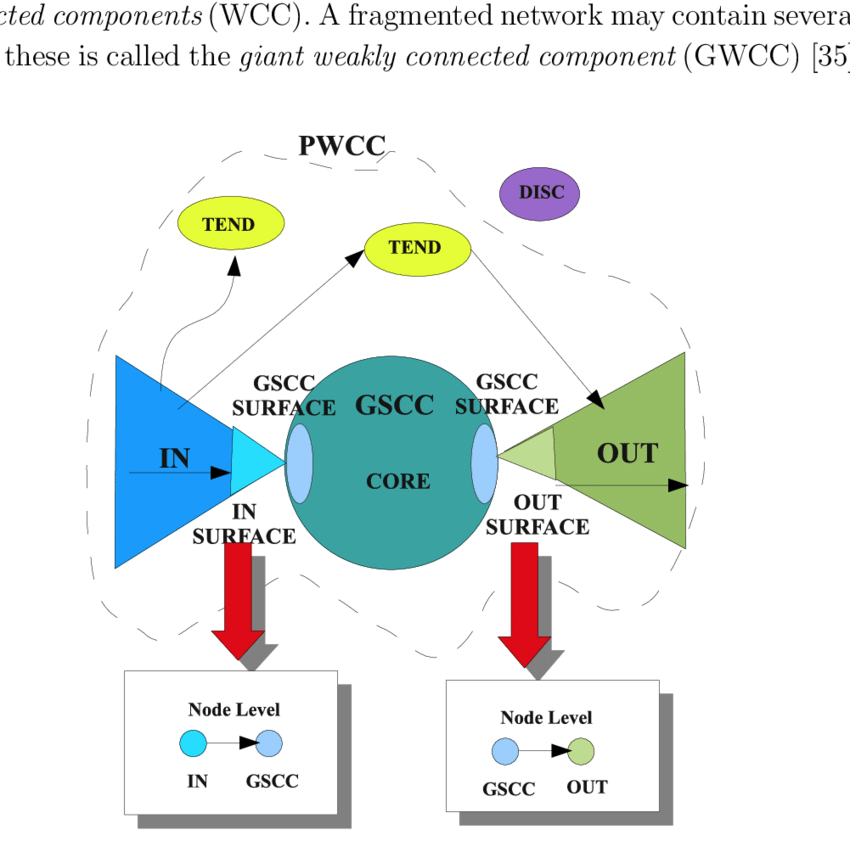 cted components (WCC). A fragmented network may contain severa
these is called the giant weakly connected component (GWCC) [35]
PWCC
DISC
TEND
TEND
GSCC
SURFACE
GSCC
GSCC
SURFACE
IN
CORE
OUT
IN
SURFACE
OUT
SURFACE
Node Level
IN GSCC
Node Level
GSCC OUT